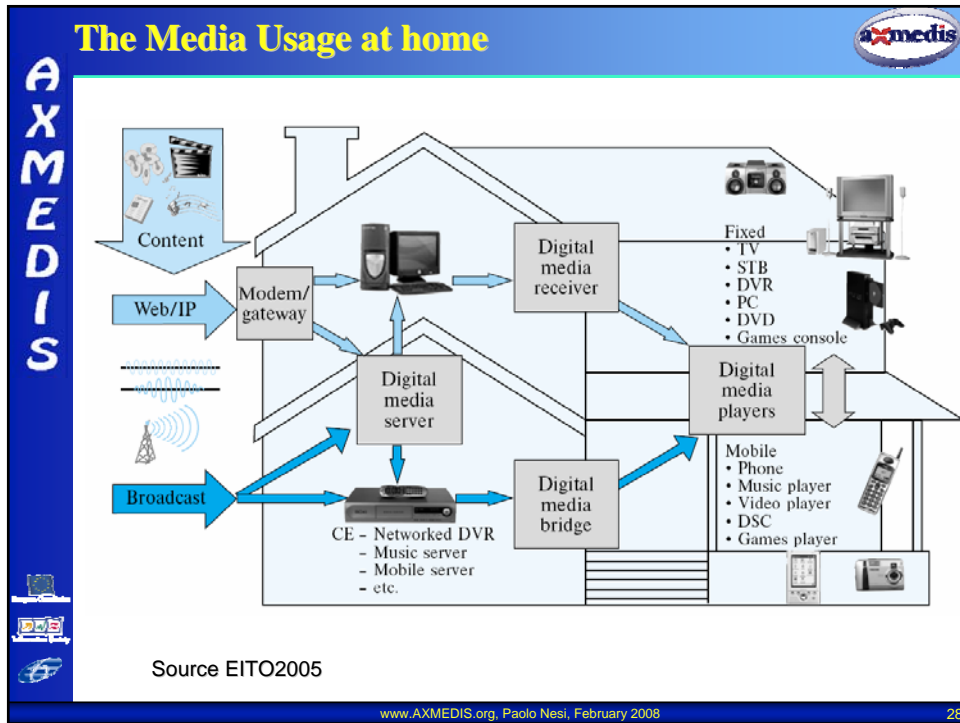 The Media Usage at home
axmedis
AXMEDIS
Content
Web/IP
Modem/
gateway
Digital
media
receiver
Digital
media
server
Broadcast
CE – Networked DVR
– Music server
– Mobile server
– etc.
Digital
media
bridge
Digital
media
players
Fixed
• TV
• STB
• DVR
• PC
• DVD
• Games console
Mobile
• Phone
• Music player
• Video player
• DSC
• Games player
Source EITO2005
www.AXMEDIS.org, Paolo Nesi, February 2008
28